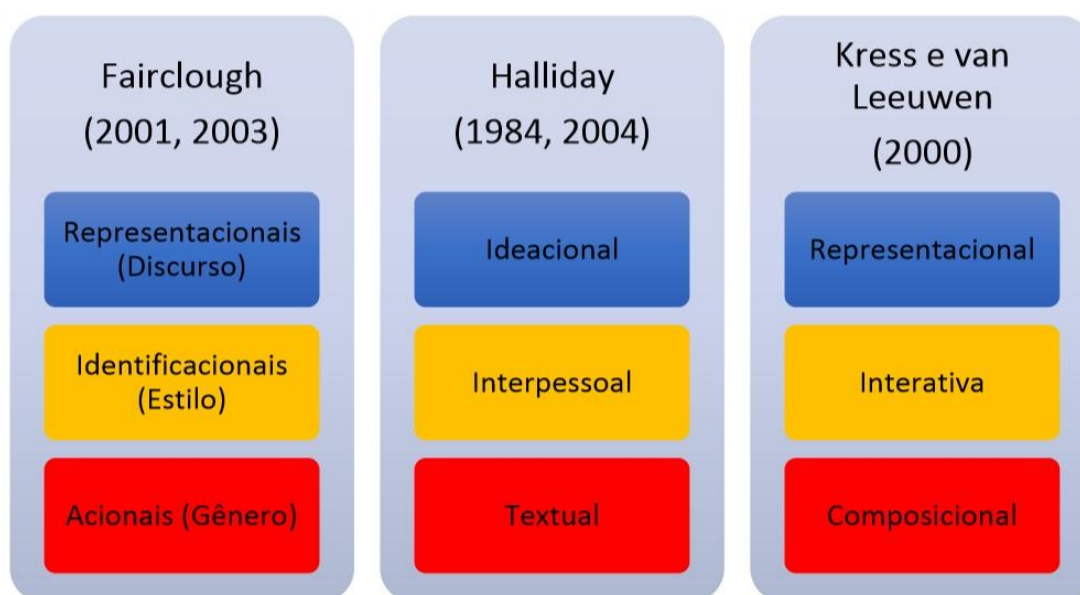 Fairclough
(2001, 2003)
Representacionais
(Discurso)
Identificacionais
(Estilo)
Acionais (Gênero)
Halliday
(1984, 2004)
Ideacional
Interpessoal
Textual
Kress e van
Leeuwen
(2000)
Representacional
Interativa
Composicional